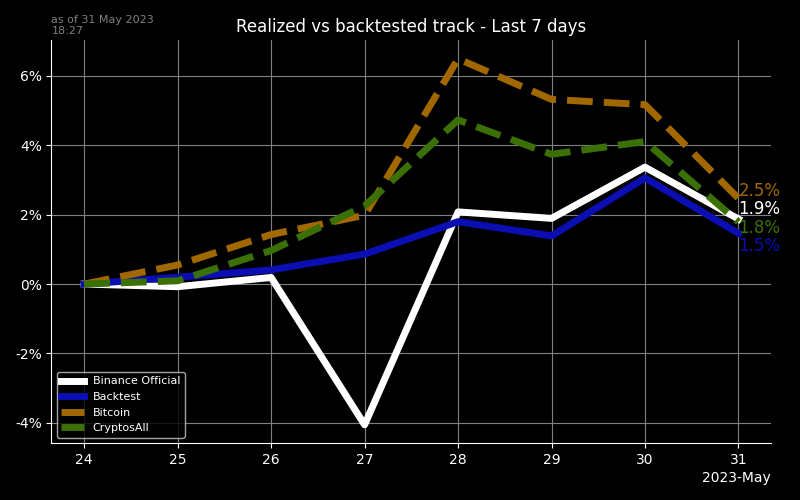 as of 31 May 2023
18:27
Realized vs backtested track - Last 7 days
6%
4%
2%
0%
-2%
-4%
2.5%
1.9%
1.8%
1.5%
Binance Official
Backtest
Bitcoin
CryptosAll
24 25 26 27 28 29 30 31
2023-May